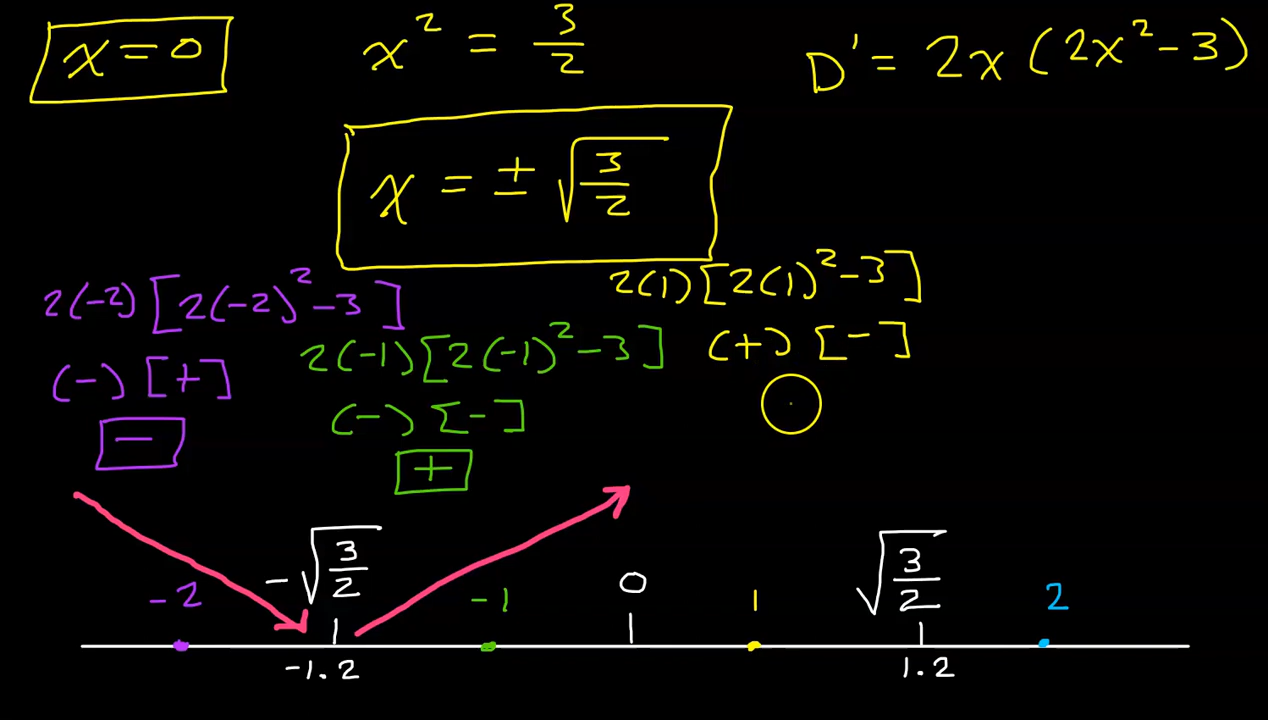 x = 0
x² = 3/2
D' = 2x (2x² - 3)
x = ± √(3/2)
2(-2) [2(-2)² - 3]
(-) [+]
-
2(-1) [2(-1)² - 3]
(-) [-]
+
2(1) [2(1)² - 3]
(+) [-]
-2
-√(3/2)
-1
0
1
√(3/2)
2
-1.2
1.2